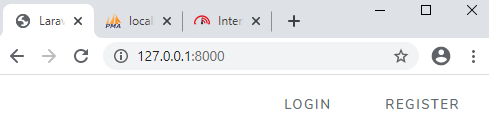 Larav local Inter
127.0.0.1:8000
LOGIN REGISTER